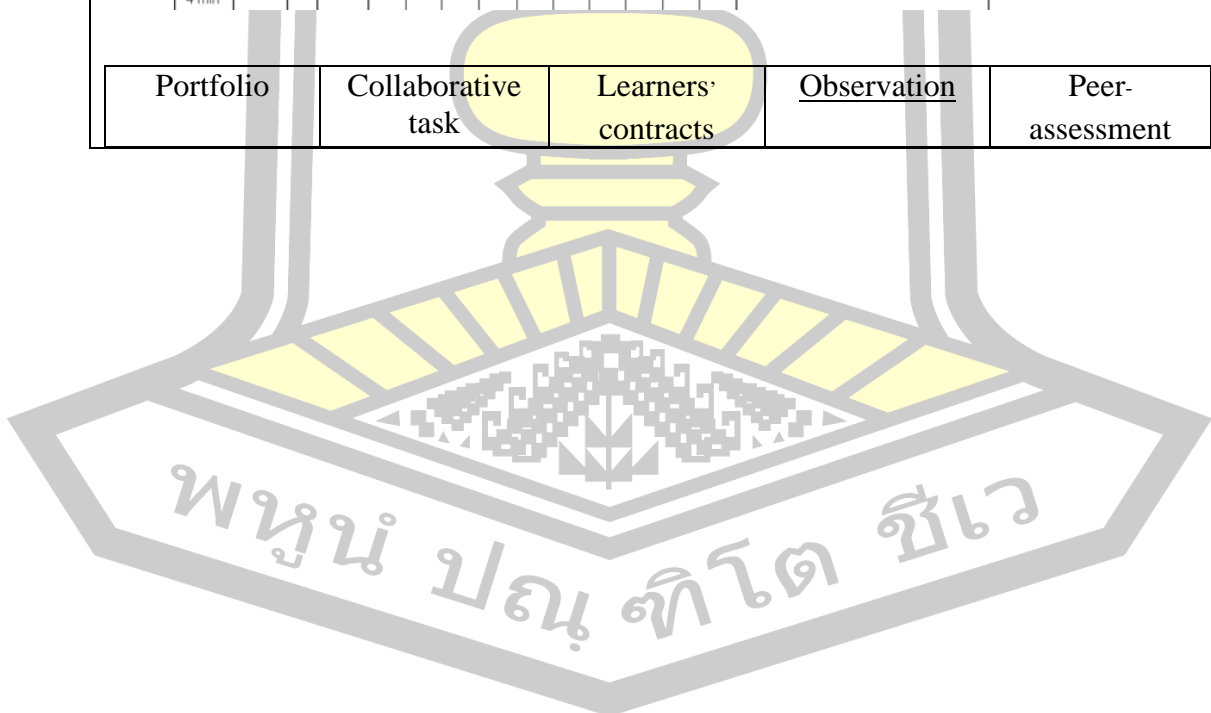 Portfolio
Collaborative
task
Learners'
contracts
Observation
Peer-
assessment
พหูนํ ปณฺฑิโต ชีเว